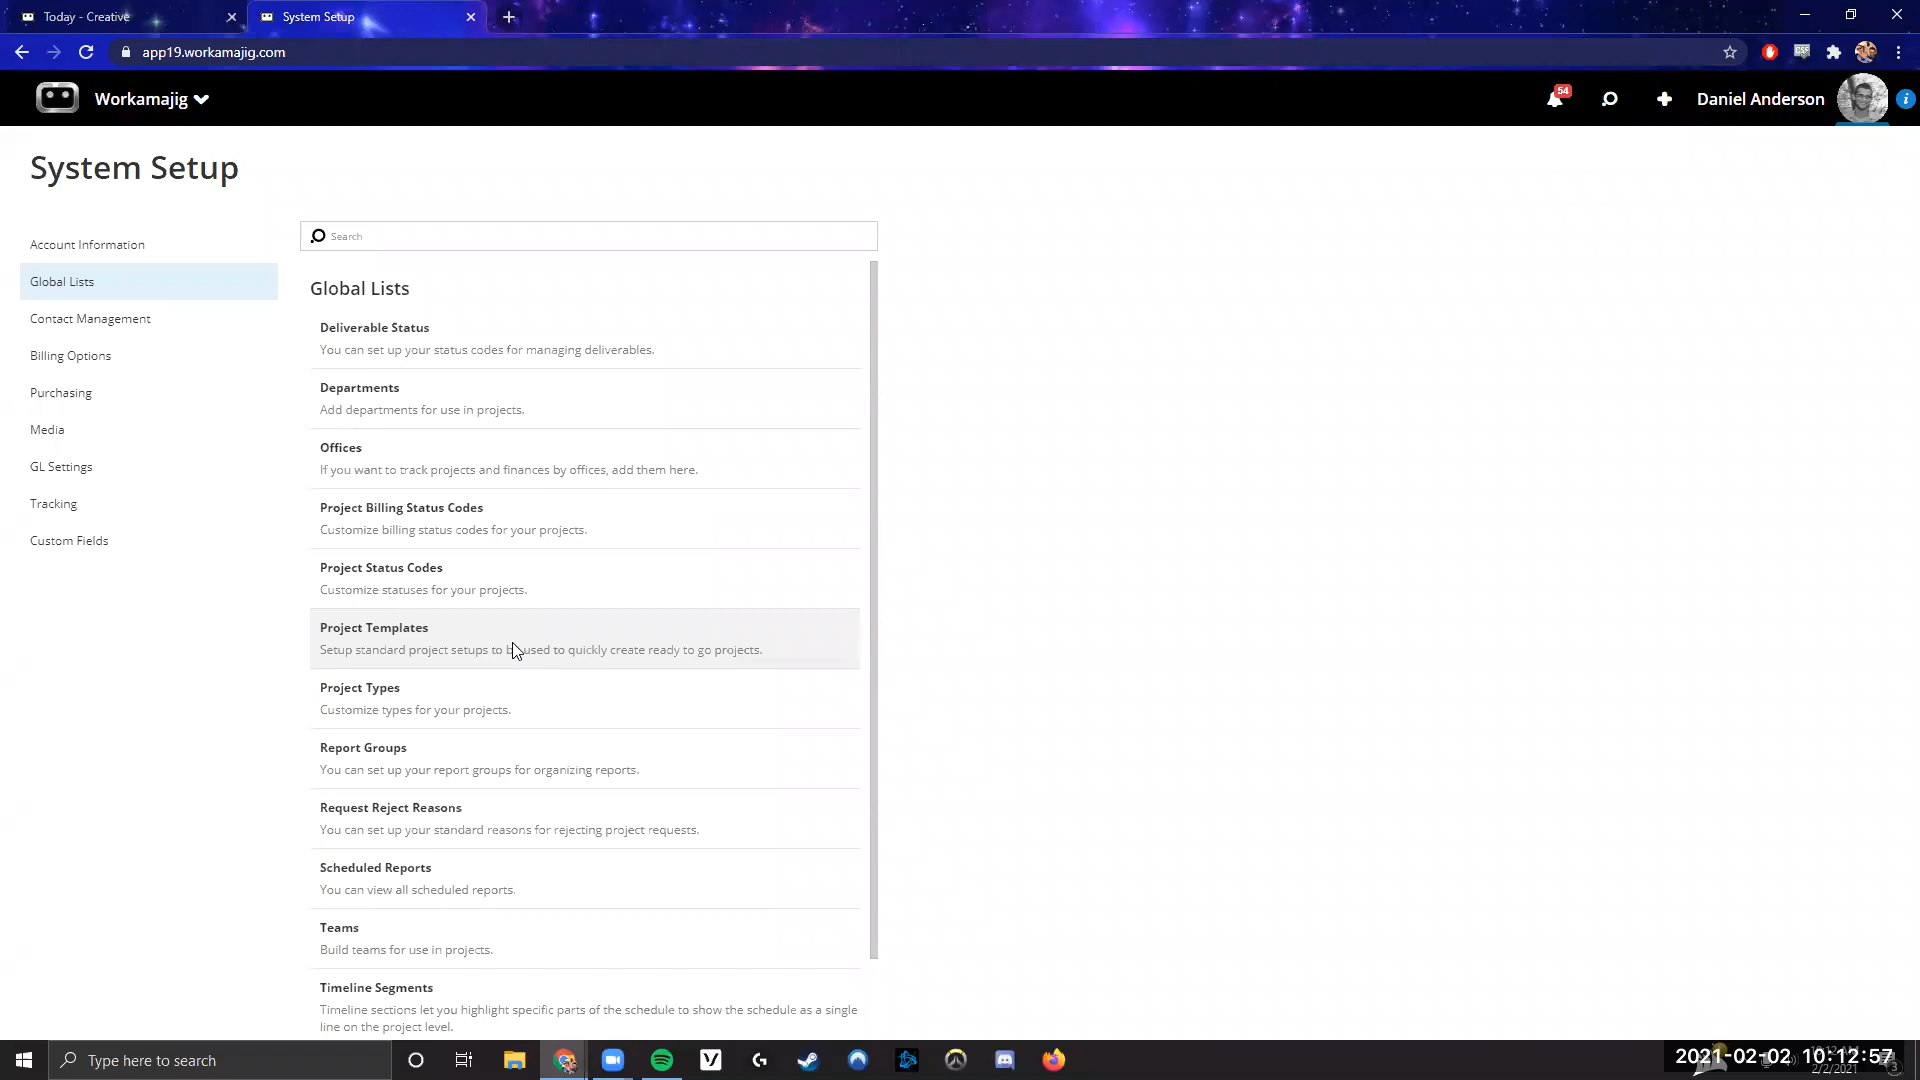 Today - Creative
System Setup
app19.workamajig.com
Workamajig
54
Daniel Anderson
i
System Setup
Account Information
Global Lists
Contact Management
Billing Options
Purchasing
Media
GL Settings
Tracking
Custom Fields
Search
Global Lists
Deliverable Status
You can set up your status codes for managing deliverables.
Departments
Add departments for use in projects.
Offices
If you want to track projects and finances by offices, add them here.
Project Billing Status Codes
Customize billing status codes for your projects.
Project Status Codes
Customize statuses for your projects.
Project Templates
Setup standard project setups to be used to quickly create ready to go projects.
Project Types
Customize types for your projects.
Report Groups
You can set up your report groups for organizing reports.
Request Reject Reasons
You can set up your standard reasons for rejecting project requests.
Scheduled Reports
You can view all scheduled reports.
Teams
Build teams for use in projects.
Timeline Segments
Timeline sections let you highlight specific parts of the schedule to show the schedule as a single
line on the project level.
Type here to search
2021-02-02 10:12:57
2/2/2021
3